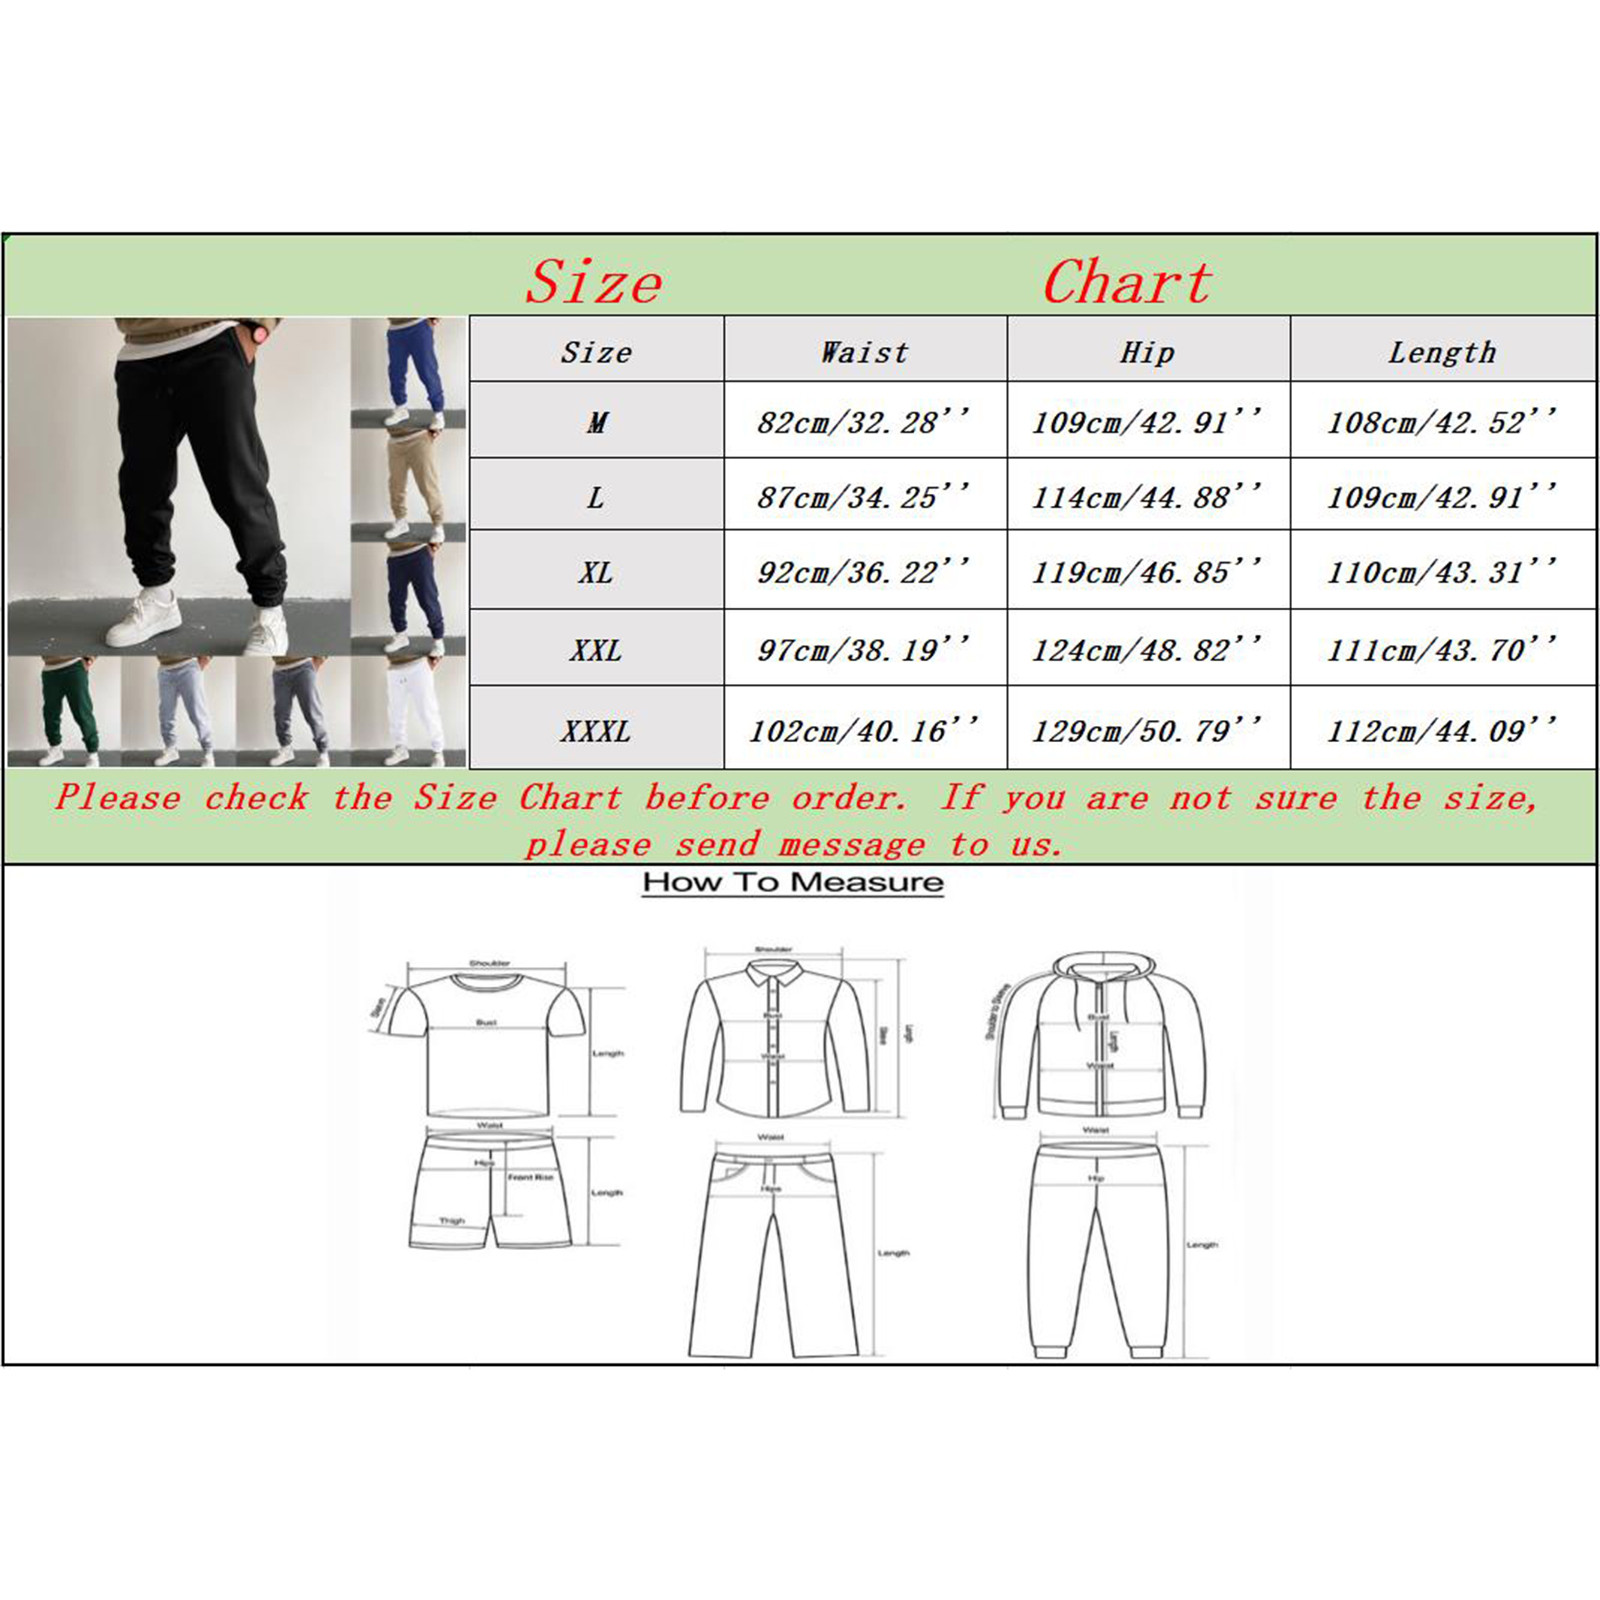 Size Chart
Size Waist Hip Length
M 82cm/32.28'' 109cm/42.91'' 108cm/42.52''
L 87cm/34.25'' 114cm/44.88'' 109cm/42.91''
XL 92cm/36.22'' 119cm/46.85'' 110cm/43.31''
XXL 97cm/38.19'' 124cm/48.82'' 111cm/43.70''
XXXL 102cm/40.16'' 129cm/50.79'' 112cm/44.09''
Please check the Size Chart before order. If you are not sure the size,
please send message to us.
How To Measure
Shoulder
Sleeve
Bust
Length
Shoulder
Bust
Waist
Sleeve
Length
Shoulder to Sleeve
Bust
Length
Waist
Waist
Hips
Front Rise
Length
Thigh
Waist
Hips
Length
Waist
Hip
Length